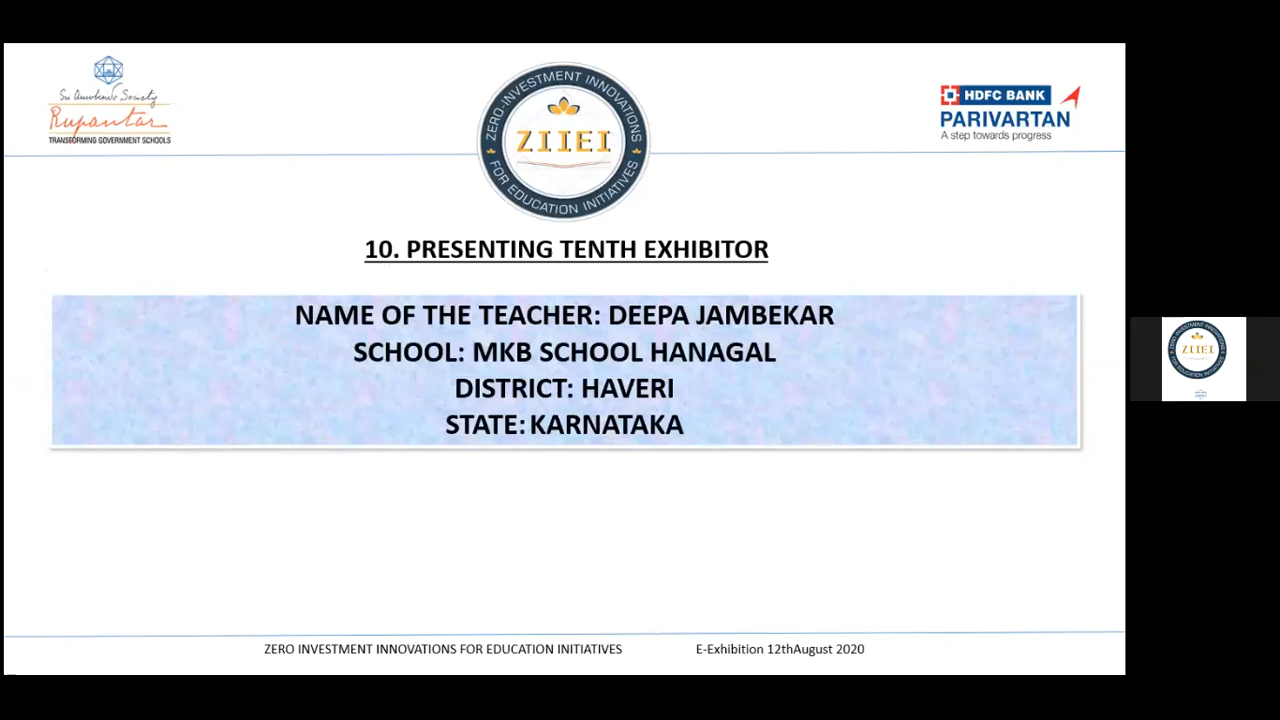 Sri Aurobindo Society
Rupantar
TRANSFORMING GOVERNMENT SCHOOLS
ZERO-INVESTMENT INNOVATIONS
ZIIEI
FOR EDUCATION INITIATIVES
HDFC BANK
PARIVARTAN
A step towards progress
10. PRESENTING TENTH EXHIBITOR
NAME OF THE TEACHER: DEEPA JAMBEKAR
SCHOOL: MKB SCHOOL HANAGAL
DISTRICT: HAVERI
STATE: KARNATAKA
ZIIEI
ZERO INVESTMENT INNOVATIONS FOR EDUCATION INITIATIVES
E-Exhibition 12thAugust 2020